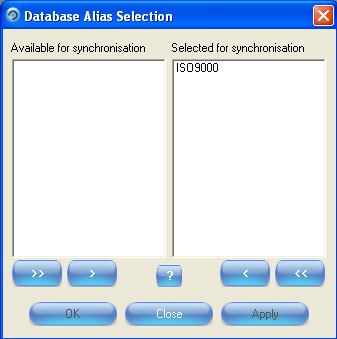 Database Alias Selection
Available for synchronisation Selected for synchronisation
ISO9000
>> > ? < <<
OK Close Apply